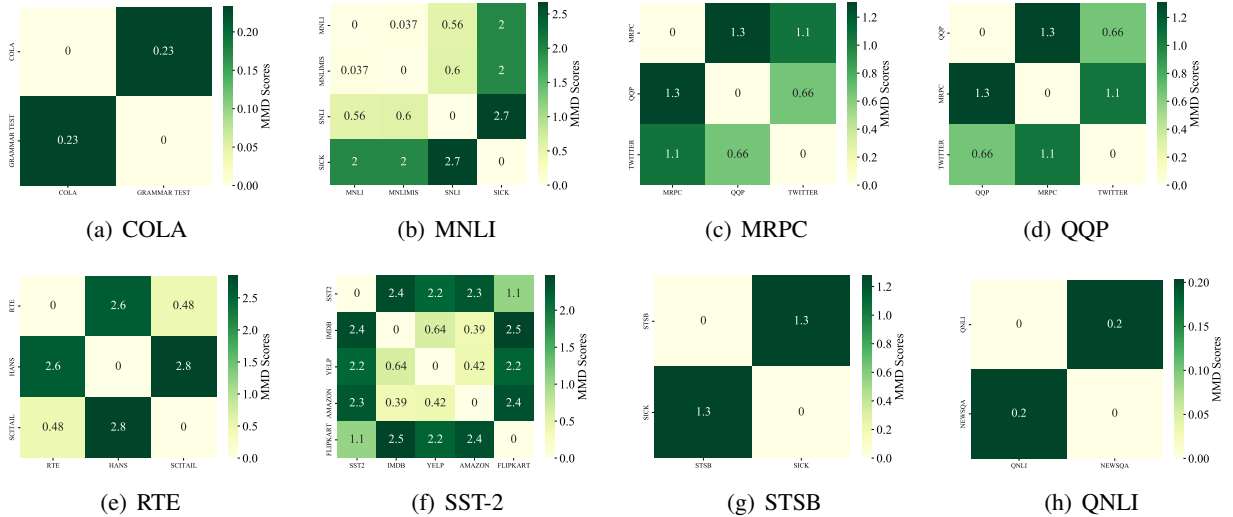 COLA
GRAMMAR TEST
0 0.23
0.23 0
COLA GRAMMAR TEST
0.20
0.15
0.10
0.05
0.00
MMD Scores
(a) COLA
MNLI
MNLIMIS
SNLI
SICK
0 0.037 0.56 2
0.037 0 0.6 2
0.56 0.6 0 2.7
2 2 2.7 0
MNLI MNLIMIS SNLI SICK
2.5
2.0
1.5
1.0
0.5
0.0
MMD Scores
(b) MNLI
MRPC
QQP
TWITTER
0 1.3 1.1
1.3 0 0.66
1.1 0.66 0
MRPC QQP TWITTER
1.2
1.0
0.8
0.6
0.4
0.2
0.0
MMD Scores
(c) MRPC
QQP
MRPC
TWITTER
0 1.3 0.66
1.3 0 1.1
0.66 1.1 0
QQP MRPC TWITTER
1.2
1.0
0.8
0.6
0.4
0.2
0.0
MMD Scores
(d) QQP
RTE
HANS
SCITAIL
0 2.6 0.48
2.6 0 2.8
0.48 2.8 0
RTE HANS SCITAIL
2.5
2.0
1.5
1.0
0.5
0.0
MMD Scores
(e) RTE
SST2
IMDB
YELP
AMAZON
FLIPKART
0 2.4 2.2 2.3 1.1
2.4 0 0.64 0.39 2.5
2.2 0.64 0 0.42 2.2
2.3 0.39 0.42 0 2.4
1.1 2.5 2.2 2.4 0
SST2 IMDB YELP AMAZON FLIPKART
2.0
1.5
1.0
0.5
0.0
MMD Scores
(f) SST-2
STSB
SICK
0 1.3
1.3 0
STSB SICK
1.2
1.0
0.8
0.6
0.4
0.2
0.0
MMD Scores
(g) STSB
QNLI
NEWSQA
0 0.2
0.2 0
QNLI NEWSQA
0.20
0.15
0.10
0.05
0.00
MMD Scores
(h) QNLI